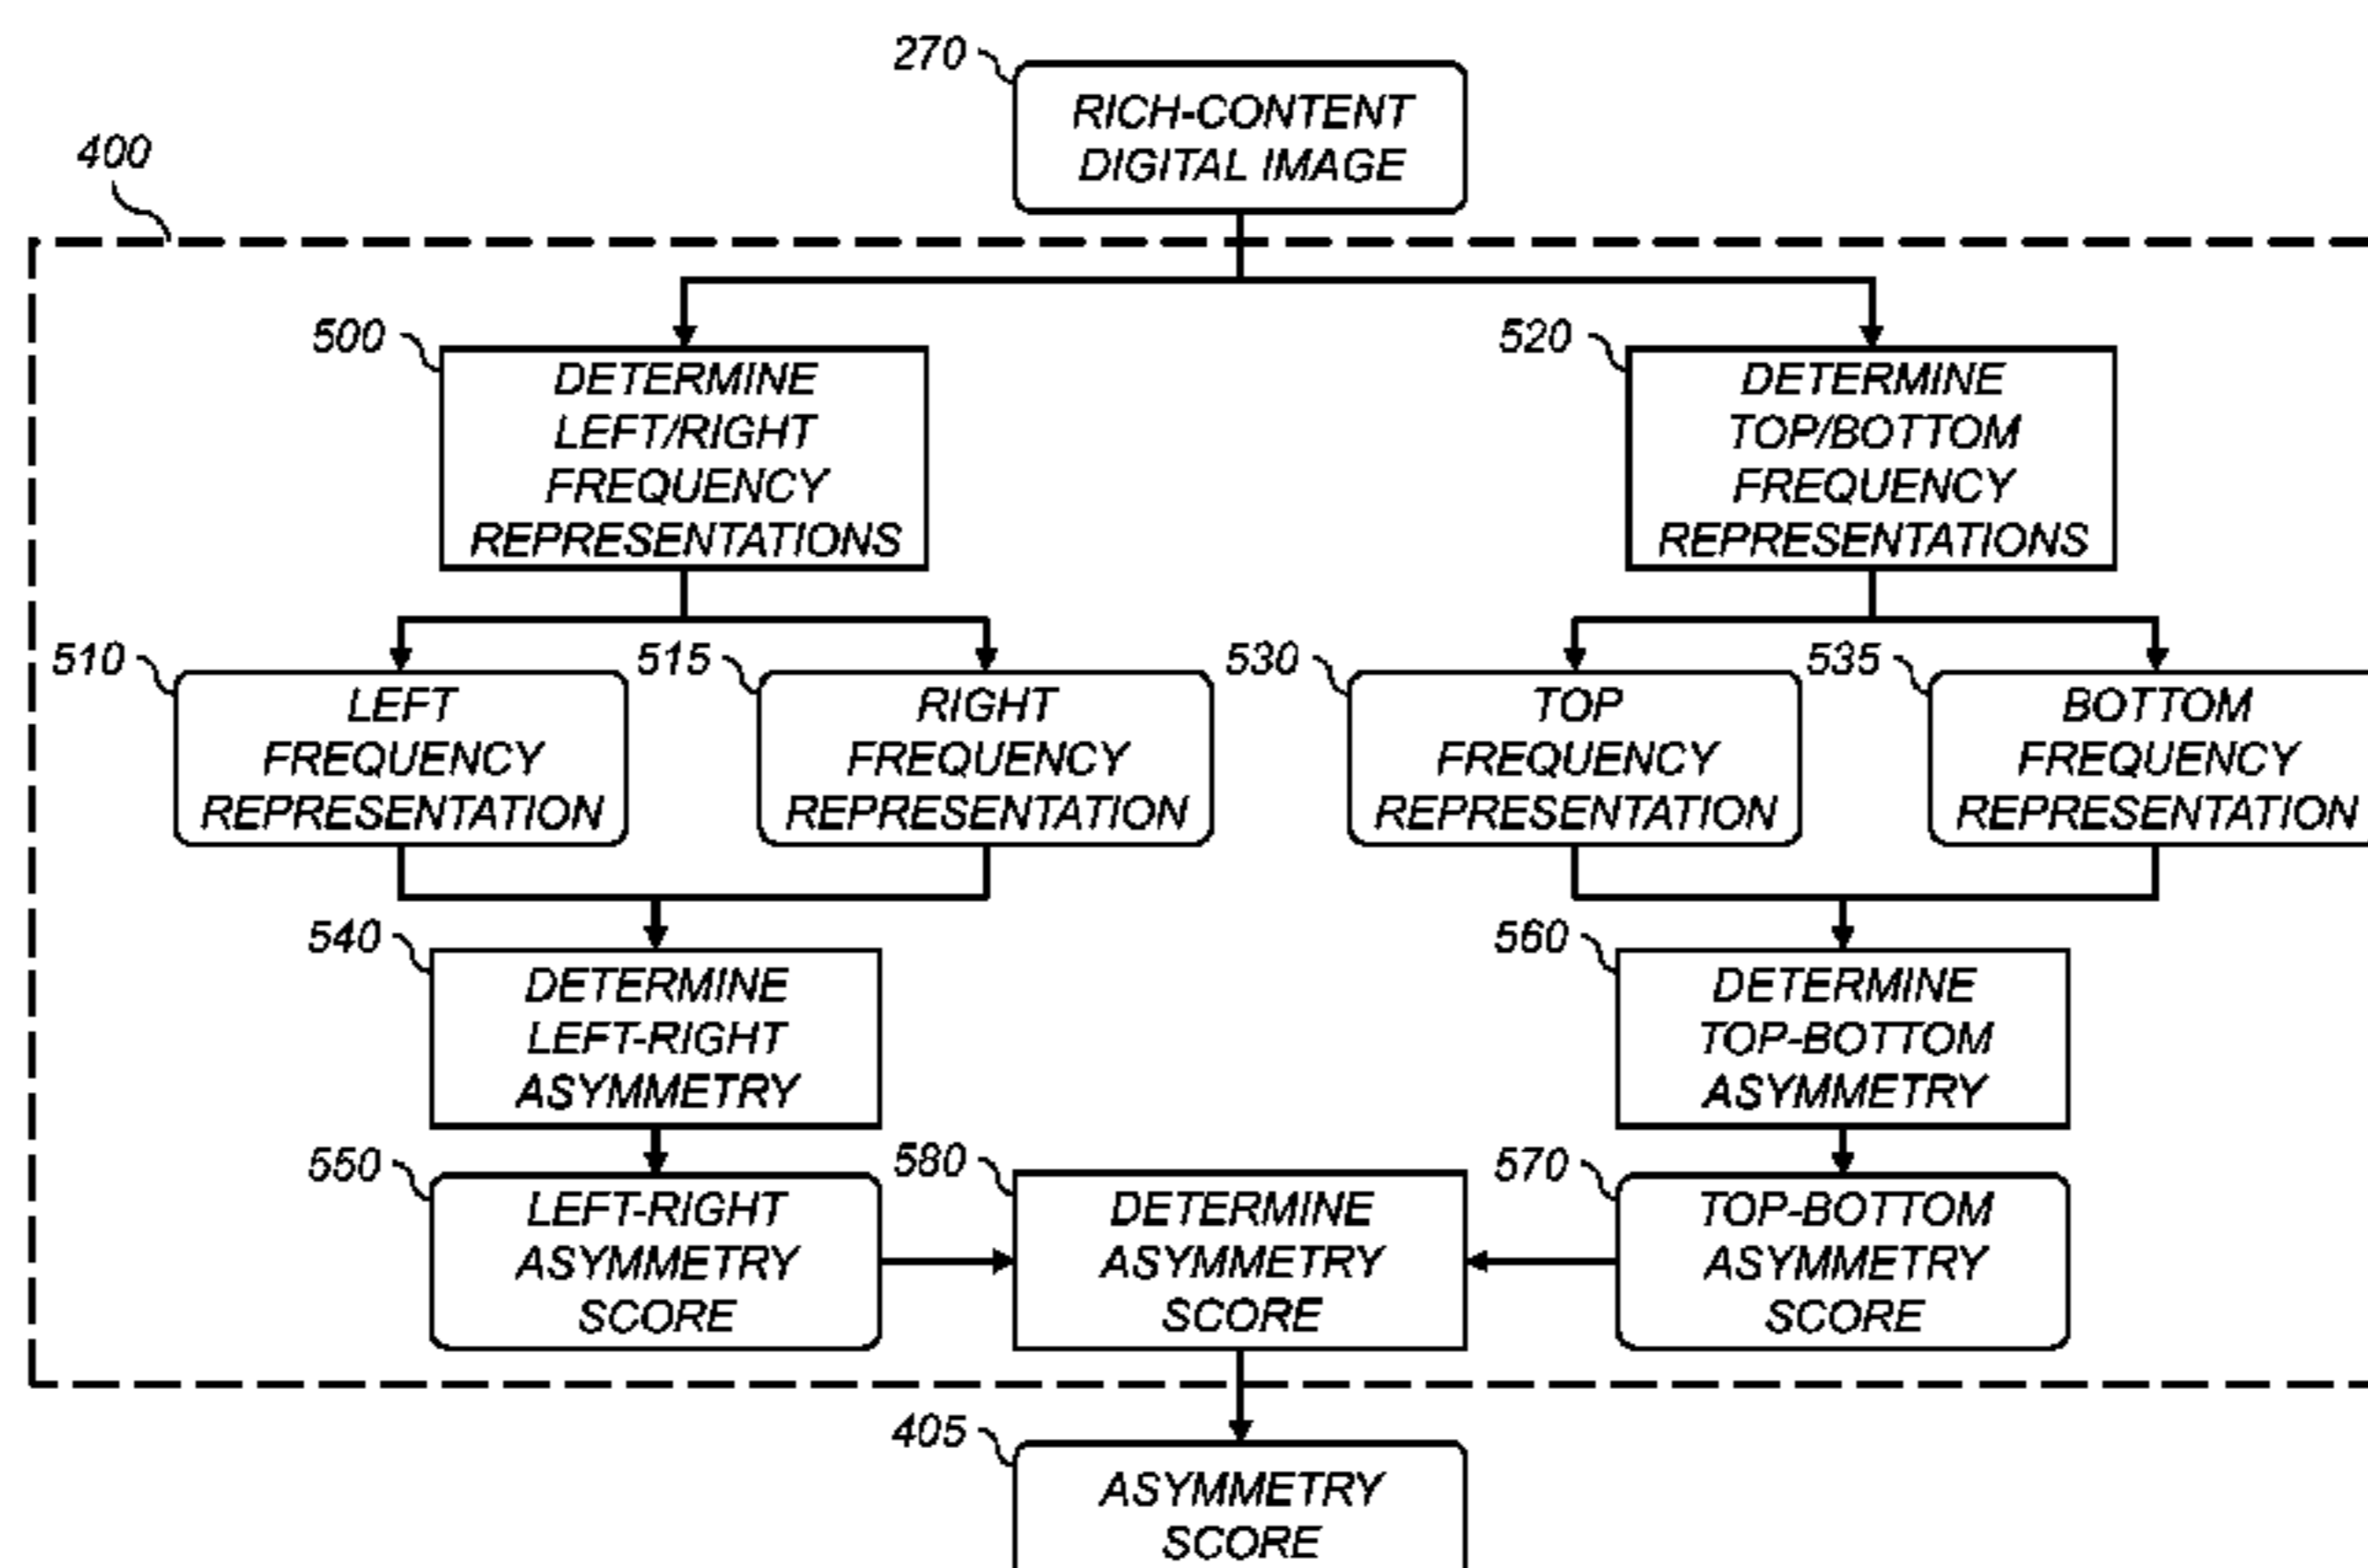 270
RICH-CONTENT
DIGITAL IMAGE
400
500
DETERMINE
LEFT/RIGHT
FREQUENCY
REPRESENTATIONS
520
DETERMINE
TOP/BOTTOM
FREQUENCY
REPRESENTATIONS
510
LEFT
FREQUENCY
REPRESENTATION
515
RIGHT
FREQUENCY
REPRESENTATION
530
TOP
FREQUENCY
REPRESENTATION
535
BOTTOM
FREQUENCY
REPRESENTATION
540
DETERMINE
LEFT-RIGHT
ASYMMETRY
560
DETERMINE
TOP-BOTTOM
ASYMMETRY
550
LEFT-RIGHT
ASYMMETRY
SCORE
580
DETERMINE
ASYMMETRY
SCORE
570
TOP-BOTTOM
ASYMMETRY
SCORE
405
ASYMMETRY
SCORE